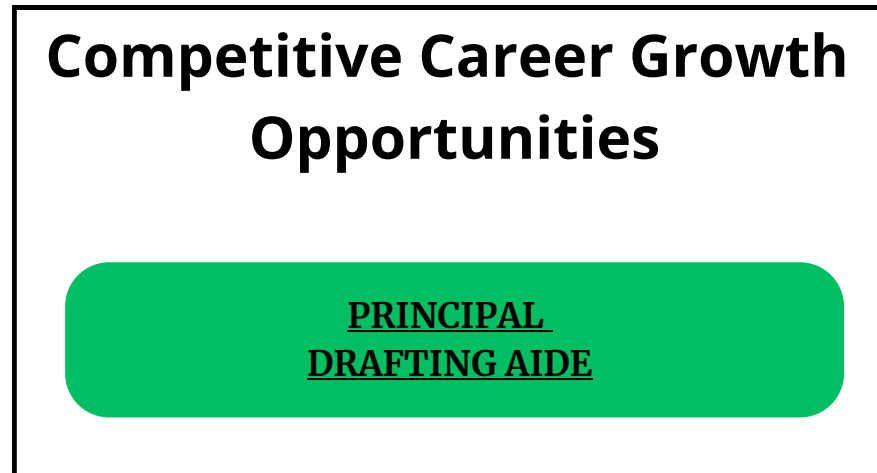 Competitive Career Growth
Opportunities
PRINCIPAL
DRAFTING AIDE